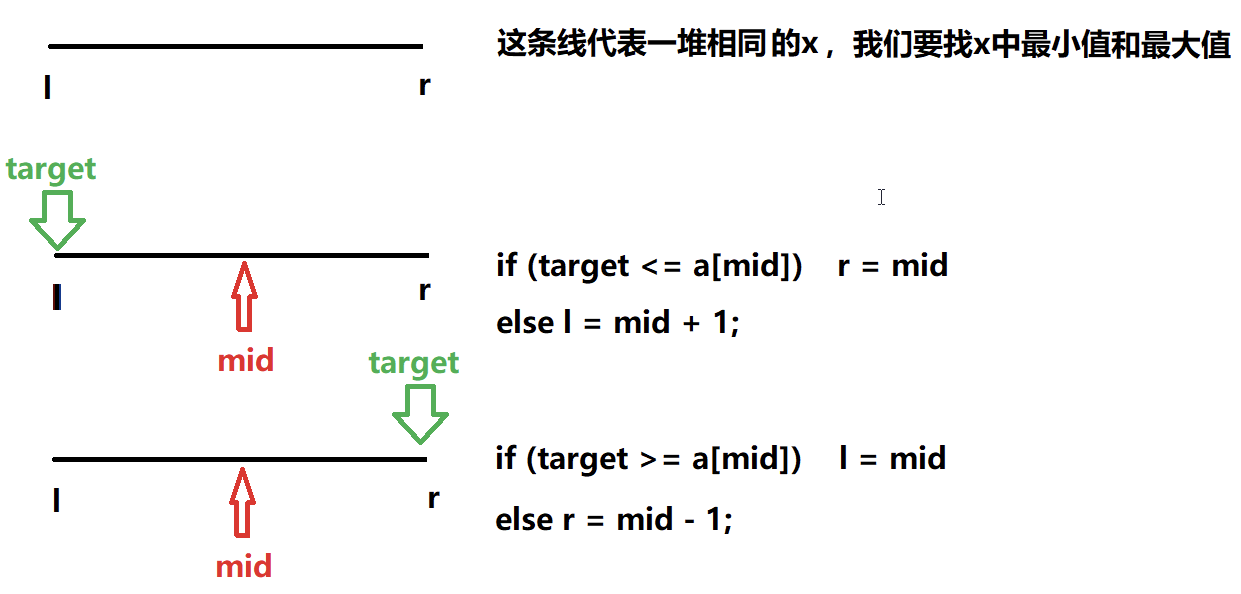 这条线代表一堆相同的x，我们要找x中最小值和最大值
l r
target
if (target <= a[mid]) r = mid
l r
else l = mid + 1;
mid
target
if (target >= a[mid]) l = mid
l r
else r = mid - 1;
mid